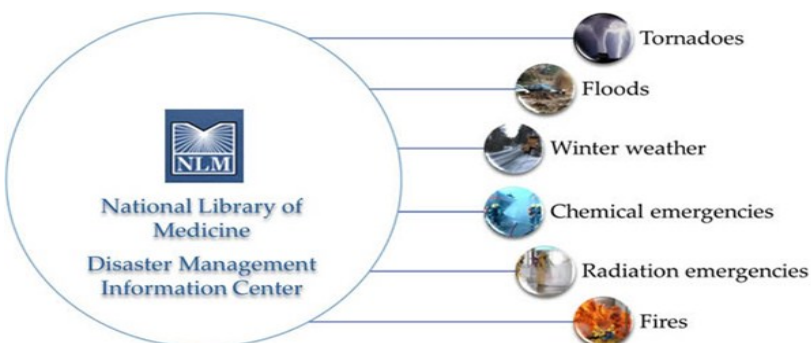 NLM
National Library of
Medicine
Disaster Management
Information Center
Tornadoes
Floods
Winter weather
Chemical emergencies
Radiation emergencies
Fires